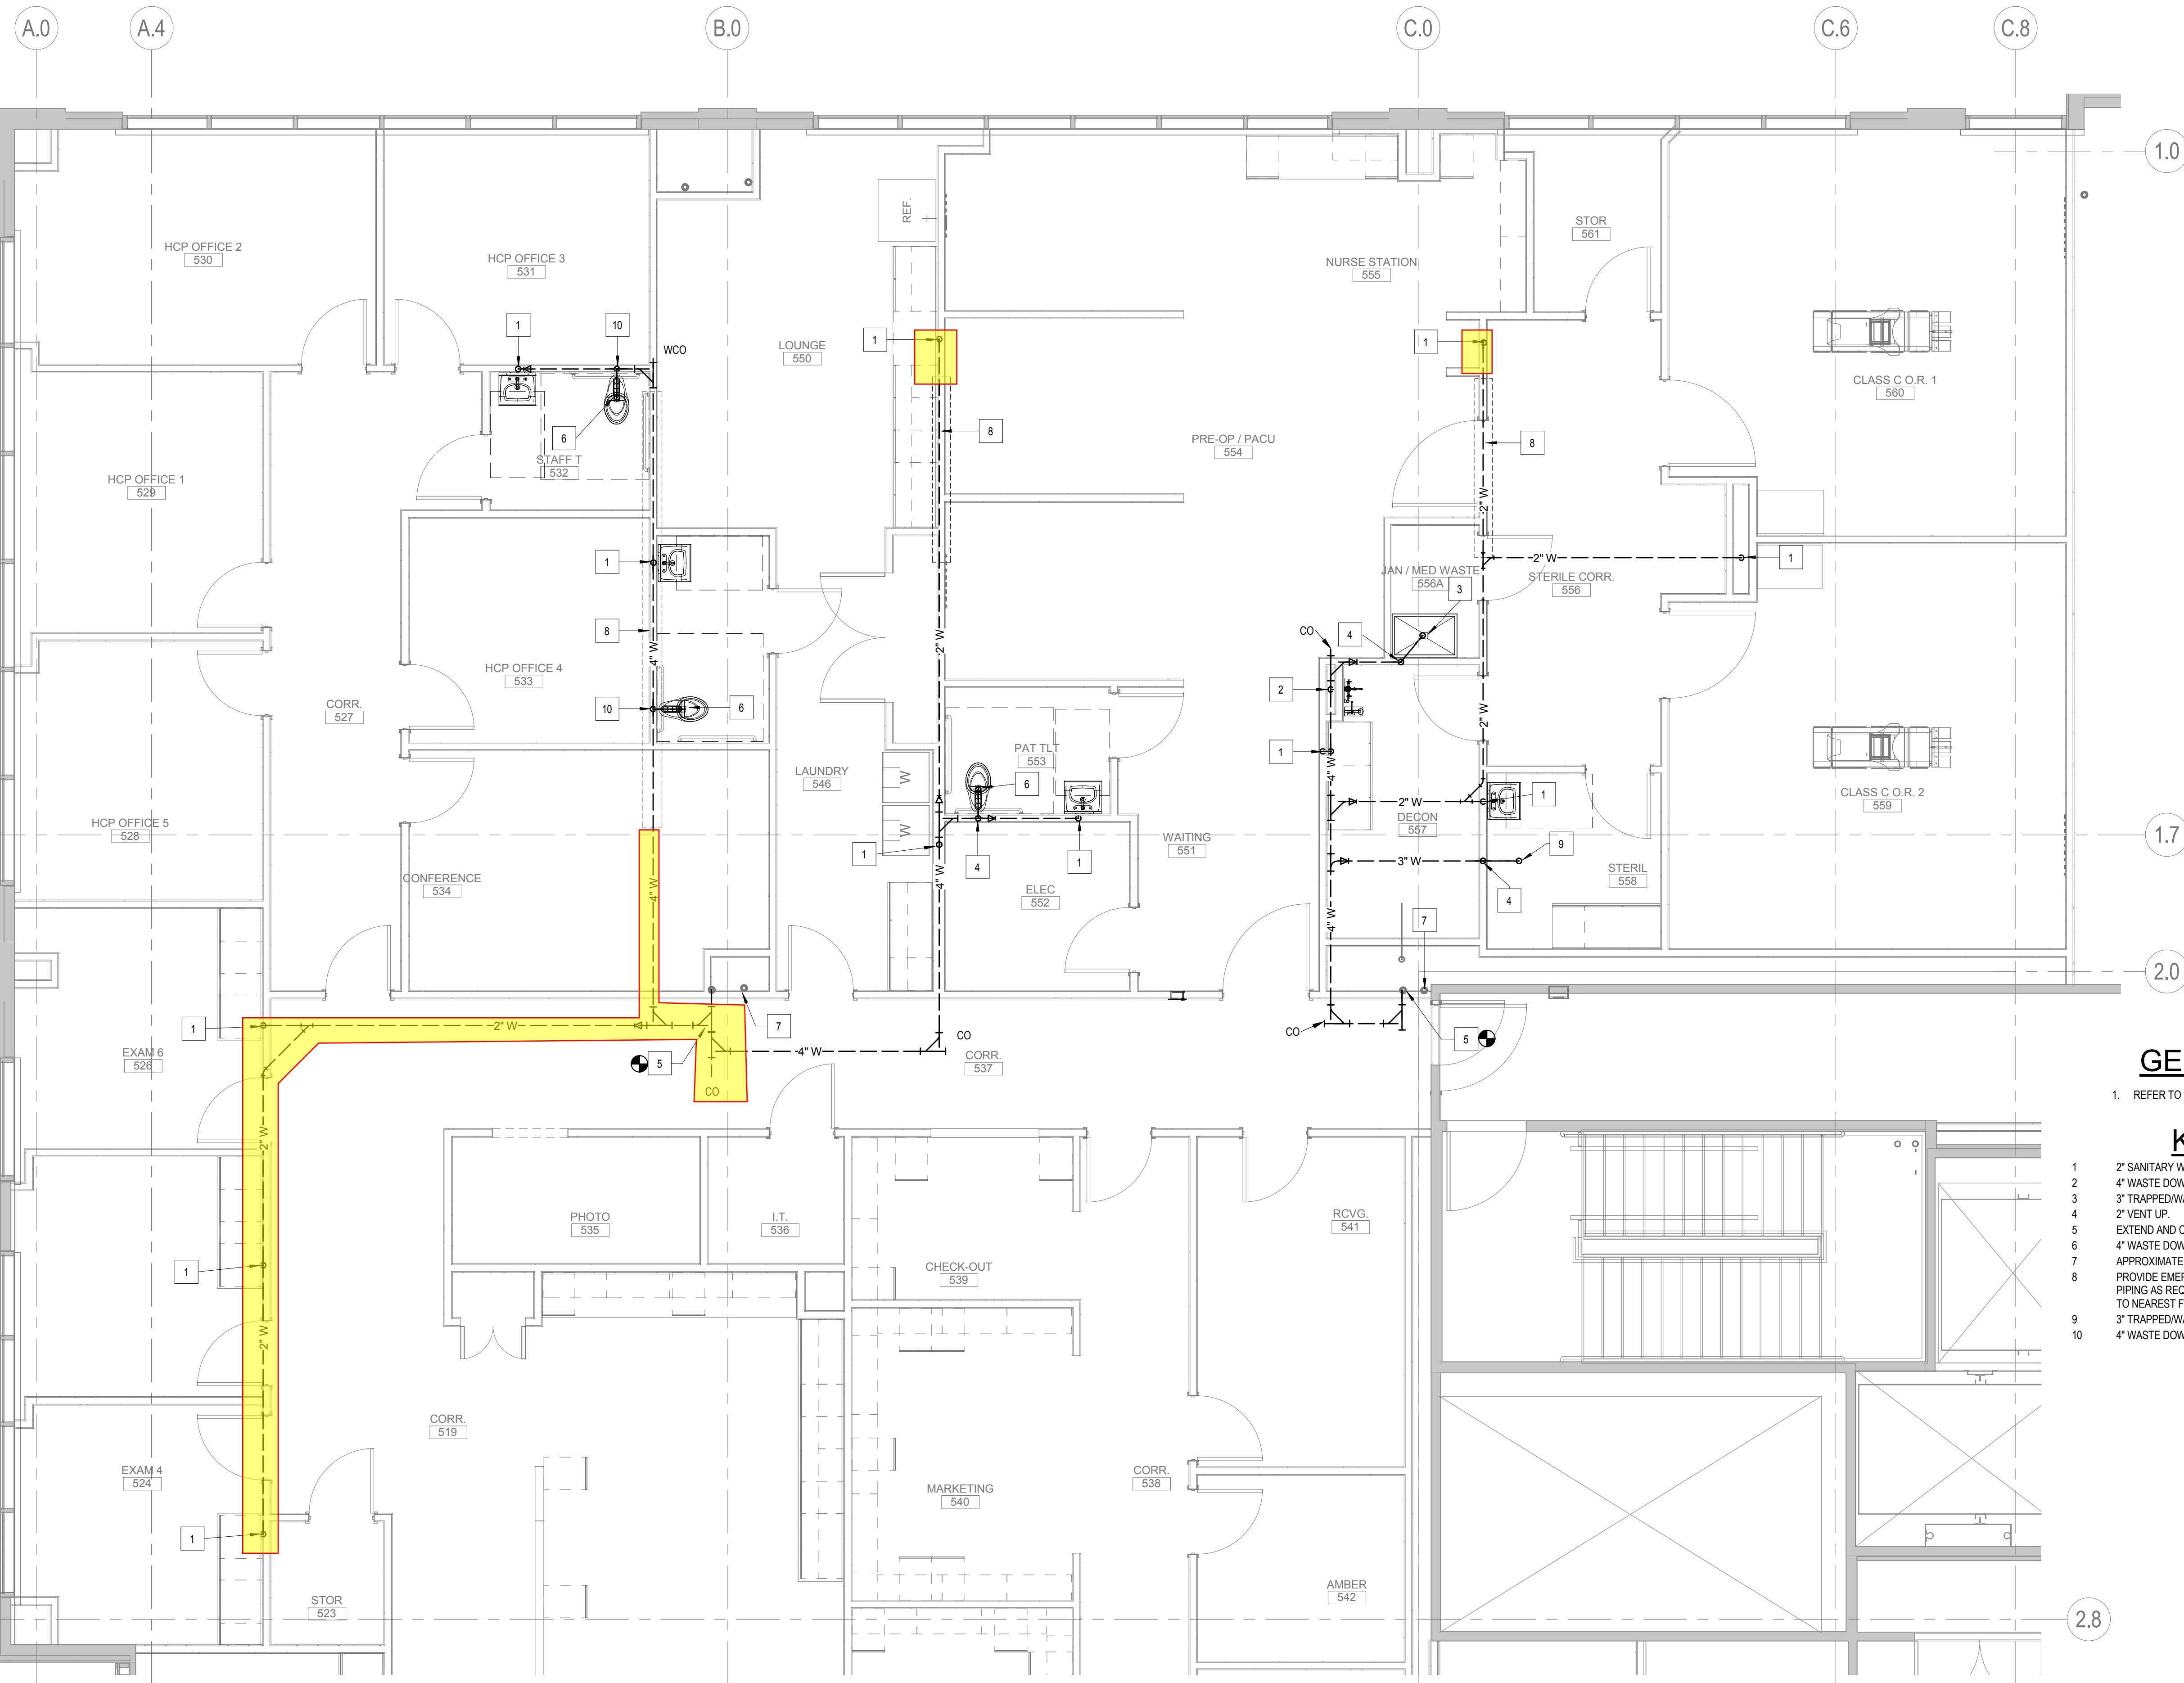 A.0
A.4
B.0
C.0
C.6
C.8
1.0
HCP OFFICE 2
530
HCP OFFICE 3
531
REF.
STOR
561
NURSE STATION
555
1
10
WCO
LOUNGE
550
1
1
CLASS C O.R. 1
560
6
STAFF T
532
8
PRE-OP / PACU
554
8
HCP OFFICE 1
529
2" W
1
2" W
1
JAN / MED WASTE
556A
3
STERILE CORR.
556
8
4" W
HCP OFFICE 4
533
2" W
CO
4
2
10
6
CORR.
527
2" W
PAT TLT
553
1
LAUNDRY
546
W
6
4" W
1
CLASS C O.R. 2
559
2" W
DECON
557
HCP OFFICE 5
528
W
WAITING
551
1.7
1
4
1
3" W
9
CONFERENCE
534
4" W
4" W
ELEC
552
STERIL
558
4
4" W
7
2.0
1
2" W
7
CO
CO
5
EXAM 6
526
5
4" W
CORR.
537
CO
GE
1. REFER TO
2" W
K
1 2" SANITARY W
2 4" WASTE DOW
3 3" TRAPPED/WA
4 2" VENT UP.
5 EXTEND AND C
6 4" WASTE DOW
7 APPROXIMATE
8 PROVIDE EMER
PIPING AS REQ
TO NEAREST F
9 3" TRAPPED/WA
10 4" WASTE DOW
PHOTO
535
I.T.
536
RCVG.
541
1
CHECK-OUT
539
2" W
CORR.
519
EXAM 4
524
MARKETING
540
CORR.
538
1
STOR
523
AMBER
542
2.8